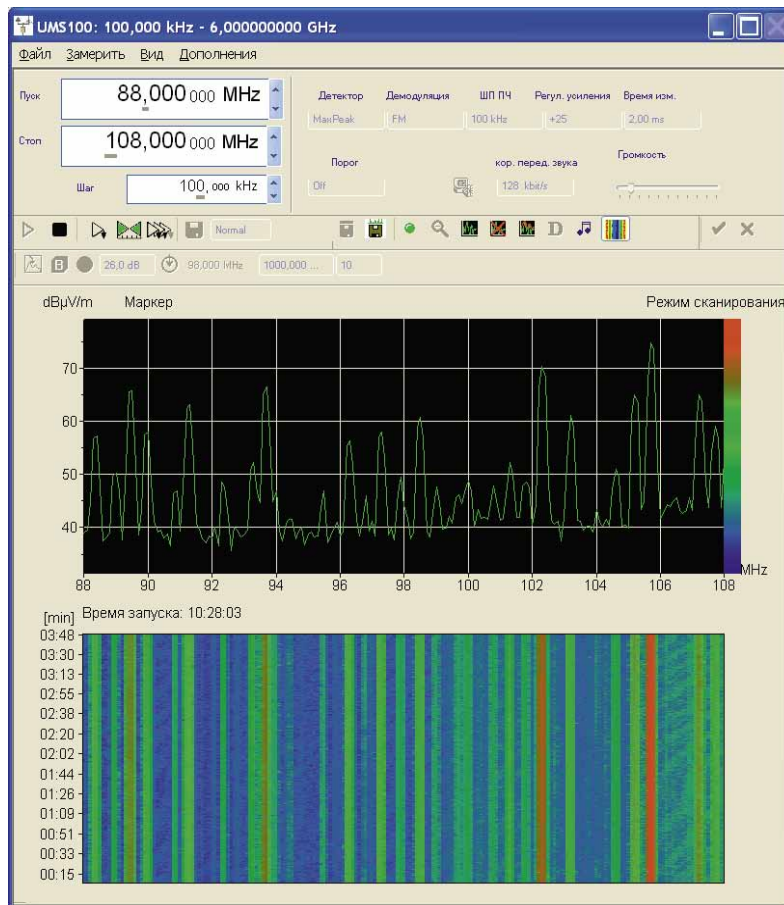 UMS100: 100,000 kHz - 6,000000000 GHz
Файл Замерить Вид Дополнения
Пуск 88,000 000 MHz
Стоп 108,000 000 MHz
Шаг 100,000 kHz
Детектор Демодуляция ШП ПЧ Регул. усиления Время изм.
МакPeak FM 100 kHz +25 2,00 ms
Порог кор. перед. звука Громкость
Off 128 kbit/s
Normal D
26,0 dB 98,000 MHz 1000,000 ... 10
dBµV/m Маркер Режим сканирования
70
60
50
40
88 90 92 94 96 98 100 102 104 106 108 MHz
[min] Время запуска: 10:28:03
03:48
03:30
03:13
02:55
02:38
02:20
02:02
01:44
01:26
01:09
00:51
00:33
00:15